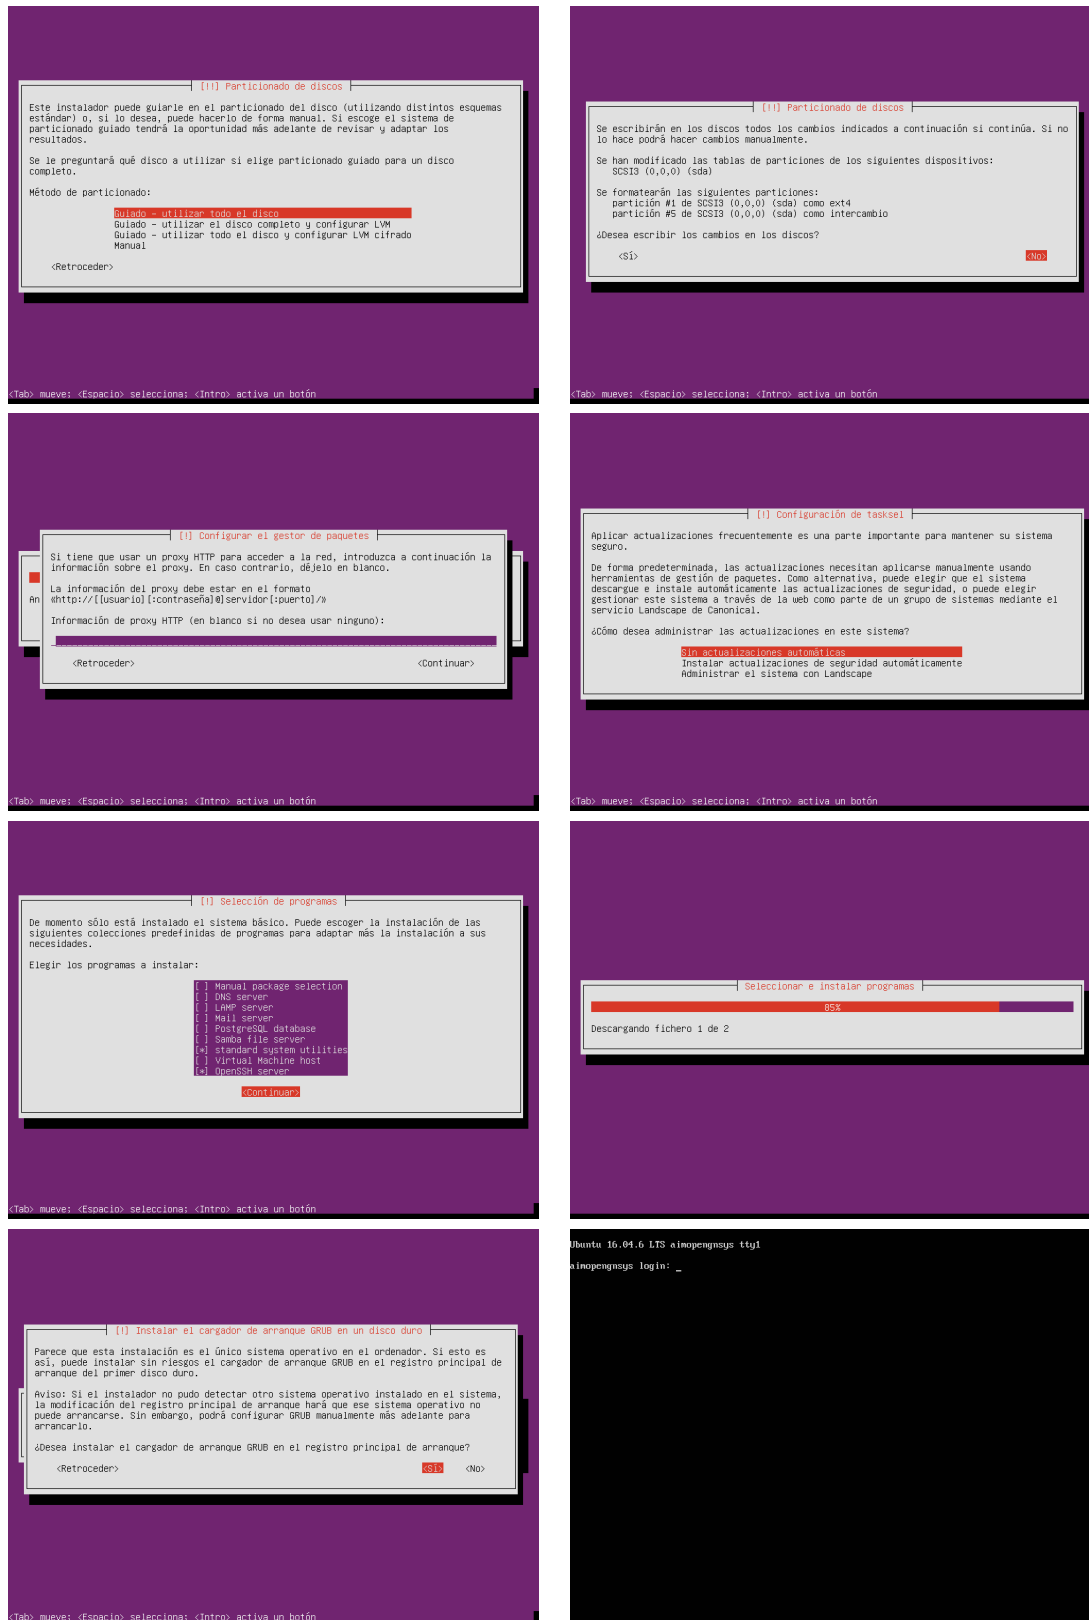 [!!] Particionado de discos
Este instalador puede guiarle en el particionado del disco (utilizando distintos esquemas
estándar) o, si lo desea, puede hacerlo de forma manual. Si escoge el sistema de
particionado guiado tendrá la oportunidad más adelante de revisar y adaptar los
resultados.
Se le preguntará qué disco a utilizar si elige particionado guiado para un disco
completo.
Método de particionado:
Guiado - utilizar todo el disco
Guiado - utilizar el disco completo y configurar LVM
Guiado - utilizar todo el disco y configurar LVM cifrado
Manual
<Retroceder>
<Tab> mueve; <Espacio> selecciona; <Intro> activa un botón
[!!] Particionado de discos
Se escribirán en los discos todos los cambios indicados a continuación si continúa. Si no
lo hace podrá hacer cambios manualmente.
Se han modificado las tablas de particiones de los siguientes dispositivos:
SCSI3 (0,0,0) (sda)
Se formatearán las siguientes particiones:
partición #1 de SCSI3 (0,0,0) (sda) como ext4
partición #5 de SCSI3 (0,0,0) (sda) como intercambio
¿Desea escribir los cambios en los discos?
<Sí> <No>
<Tab> mueve; <Espacio> selecciona; <Intro> activa un botón
[!] Configurar el gestor de paquetes
Si tiene que usar un proxy HTTP para acceder a la red, introduzca a continuación la
información sobre el proxy. En caso contrario, déjelo en blanco.
La información del proxy debe estar en el formato
An «http://[[usuario][:contraseña]@]servidor[:puerto]/»
Información de proxy HTTP (en blanco si no desea usar ninguno):
<Retroceder> <Continuar>
<Tab> mueve; <Espacio> selecciona; <Intro> activa un botón
[!] Configuración de tasksel
Aplicar actualizaciones frecuentemente es una parte importante para mantener su sistema
seguro.
De forma predeterminada, las actualizaciones necesitan aplicarse manualmente usando
herramientas de gestión de paquetes. Como alternativa, puede elegir que el sistema
descargue e instale automáticamente las actualizaciones de seguridad, o puede elegir
gestionar este sistema a través de la web como parte de un grupo de sistemas mediante el
servicio Landscape de Canonical.
¿Cómo desea administrar las actualizaciones en este sistema?
Sin actualizaciones automáticas
Instalar actualizaciones de seguridad automáticamente
Administrar el sistema con Landscape
<Tab> mueve; <Espacio> selecciona; <Intro> activa un botón
[!] Selección de programas
De momento sólo está instalado el sistema básico. Puede escoger la instalación de las
siguientes colecciones predefinidas de programas para adaptar más la instalación a sus
necesidades.
Elegir los programas a instalar:
[ ] Manual package selection
[ ] DNS server
[ ] LAMP server
[ ] Mail server
[ ] PostgreSQL database
[ ] Samba file server
[*] standard system utilities
[ ] Virtual Machine host
[*] OpenSSH server
<Continuar>
<Tab> mueve; <Espacio> selecciona; <Intro> activa un botón
Seleccionar e instalar programas
85%
Descargando fichero 1 de 2
[!] Instalar el cargador de arranque GRUB en un disco duro
Parece que esta instalación es el único sistema operativo en el ordenador. Si esto es
así, puede instalar sin riesgos el cargador de arranque GRUB en el registro principal de
arranque del primer disco duro.
Aviso: Si el instalador no pudo detectar otro sistema operativo instalado en el sistema,
la modificación del registro principal de arranque hará que ese sistema operativo no
puede arrancarse. Sin embargo, podrá configurar GRUB manualmente más adelante para
arrancarlo.
¿Desea instalar el cargador de arranque GRUB en el registro principal de arranque?
<Retroceder> <Sí> <No>
<Tab> mueve; <Espacio> selecciona; <Intro> activa un botón
Ubuntu 16.04.6 LTS aimopengnsys tty1
aimopengnsys login: _